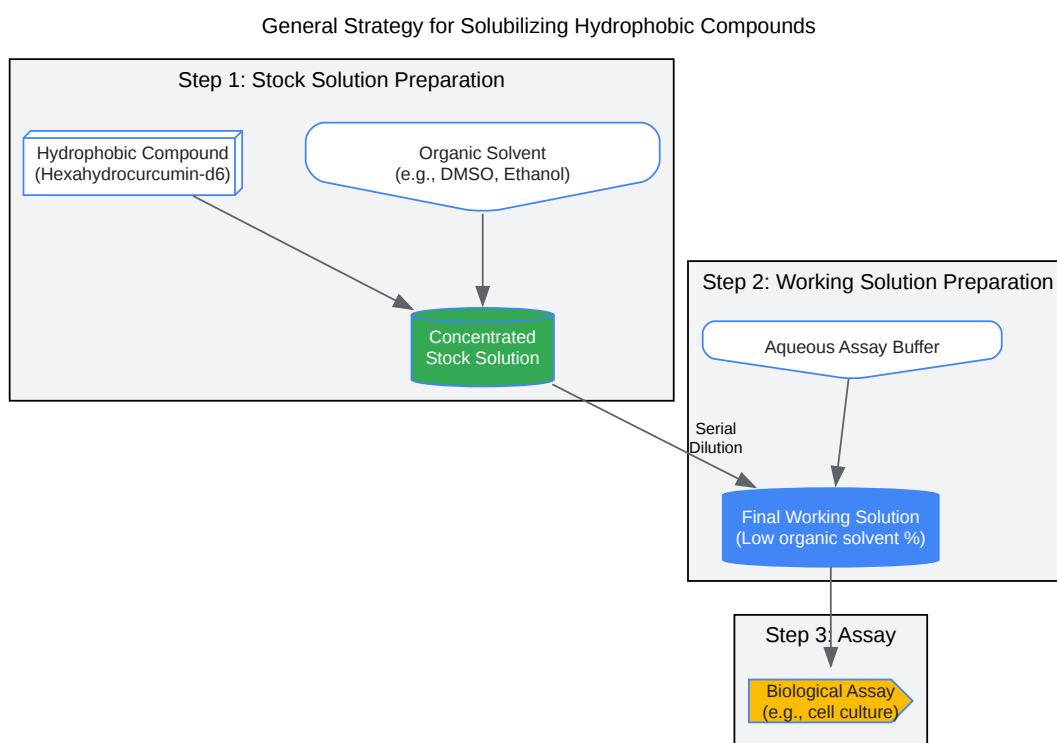 General Strategy for Solubilizing Hydrophobic Compounds
Step 1: Stock Solution Preparation
Hydrophobic Compound
(Hexahydrocurcumin-d6)
Organic Solvent
(e.g., DMSO, Ethanol)
Concentrated
Stock Solution
Step 2: Working Solution Preparation
Aqueous Assay Buffer
Serial
Dilution
Final Working Solution
(Low organic solvent %)
Step 3: Assay
Biological Assay
(e.g., cell culture)